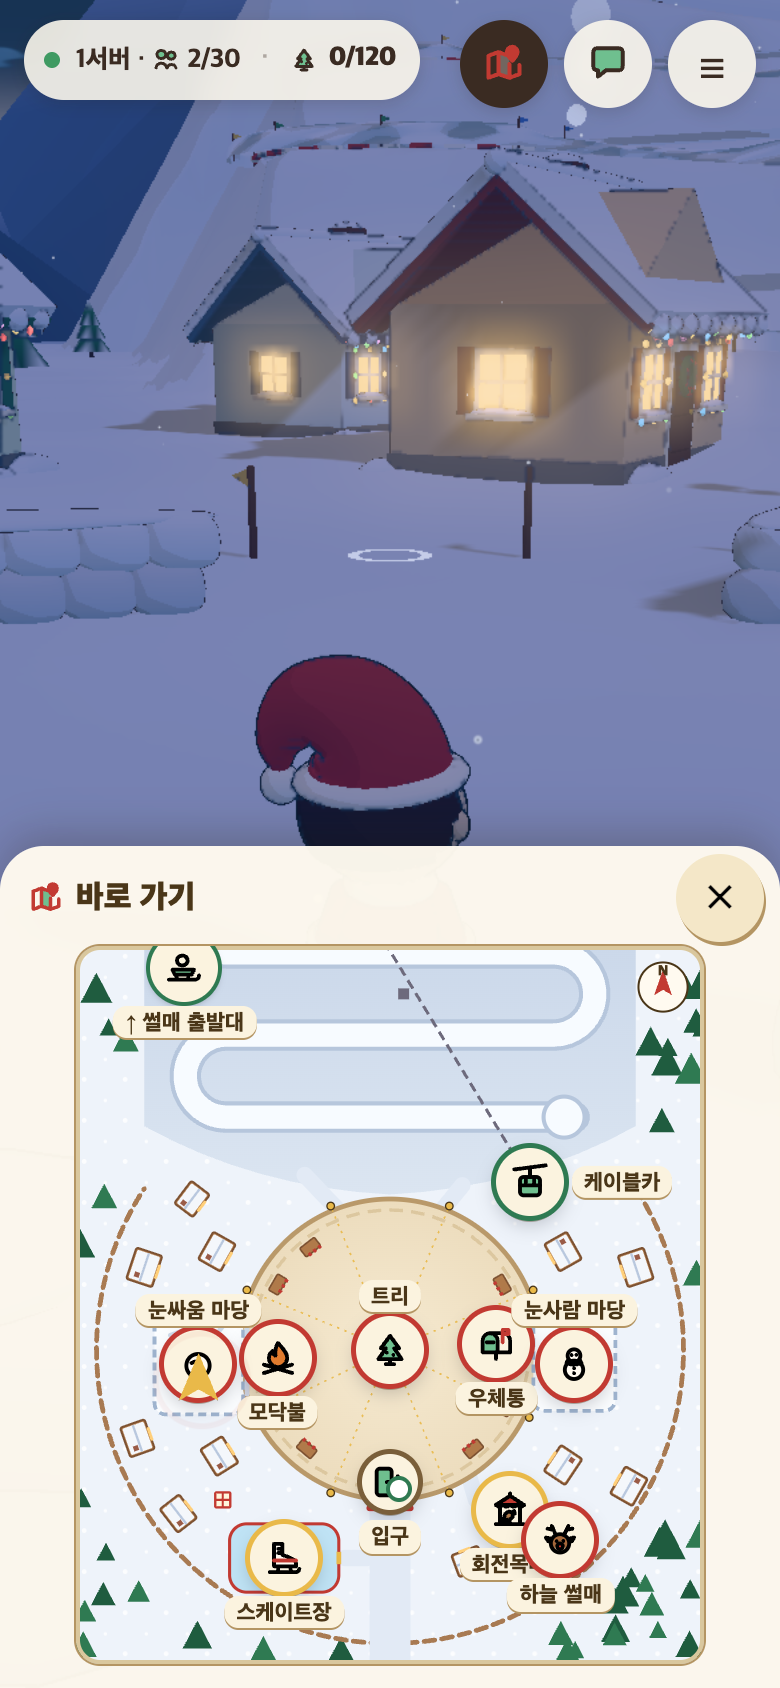 1서버 · 2/30 · 0/120
바로 가기
N
↑ 썰매 출발대
케이블카
눈싸움 마당
트리
눈사람 마당
모닥불
우체통
입구
회전목
하늘 썰매
스케이트장